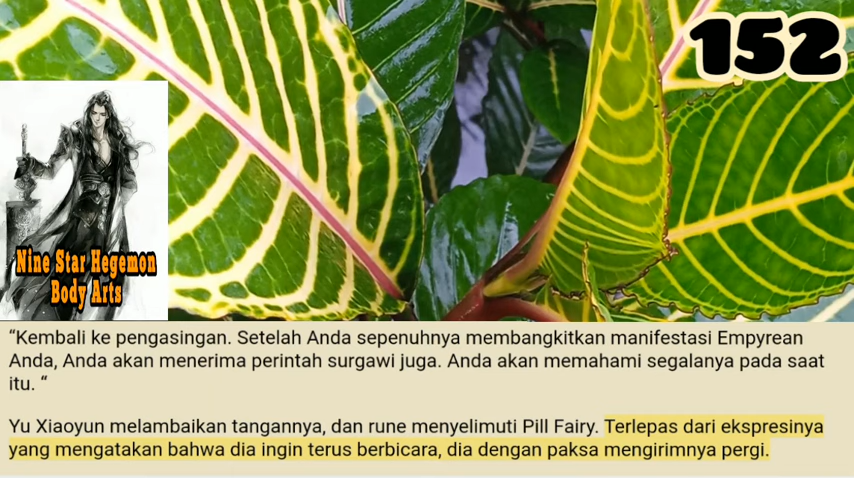 152
Nine Star Hegemon
Body Arts
“Kembali ke pengasingan. Setelah Anda sepenuhnya membangkitkan manifestasi Empyrean
Anda, Anda akan menerima perintah surgawi juga. Anda akan memahami segalanya pada saat
itu. “
Yu Xiaoyun melambaikan tangannya, dan rune menyelimuti Pill Fairy. Terlepas dari ekspresinya
yang mengatakan bahwa dia ingin terus berbicara, dia dengan paksa mengirimnya pergi.